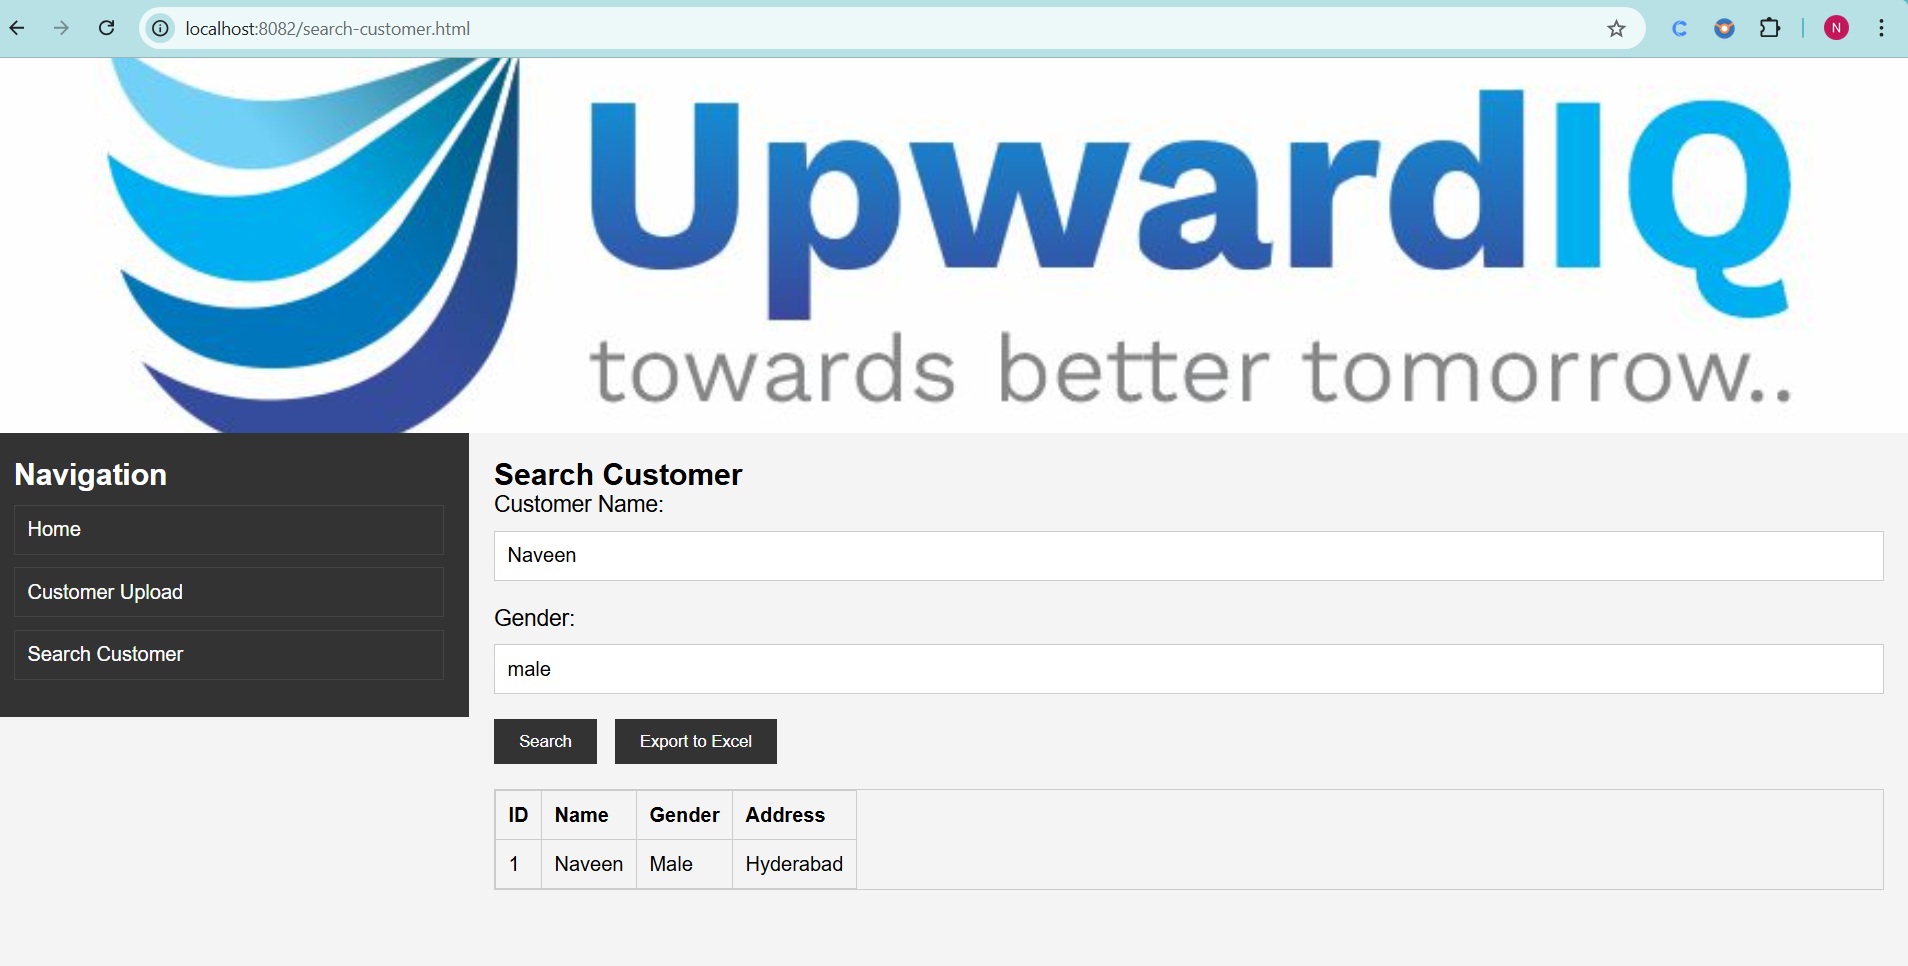 localhost:8082/search-customer.html
N
UpwardIQ
towards better tomorrow..
Navigation
Home
Customer Upload
Search Customer
Search Customer
Customer Name:
Naveen
Gender:
male
Search Export to Excel
ID Name Gender Address
1 Naveen Male Hyderabad